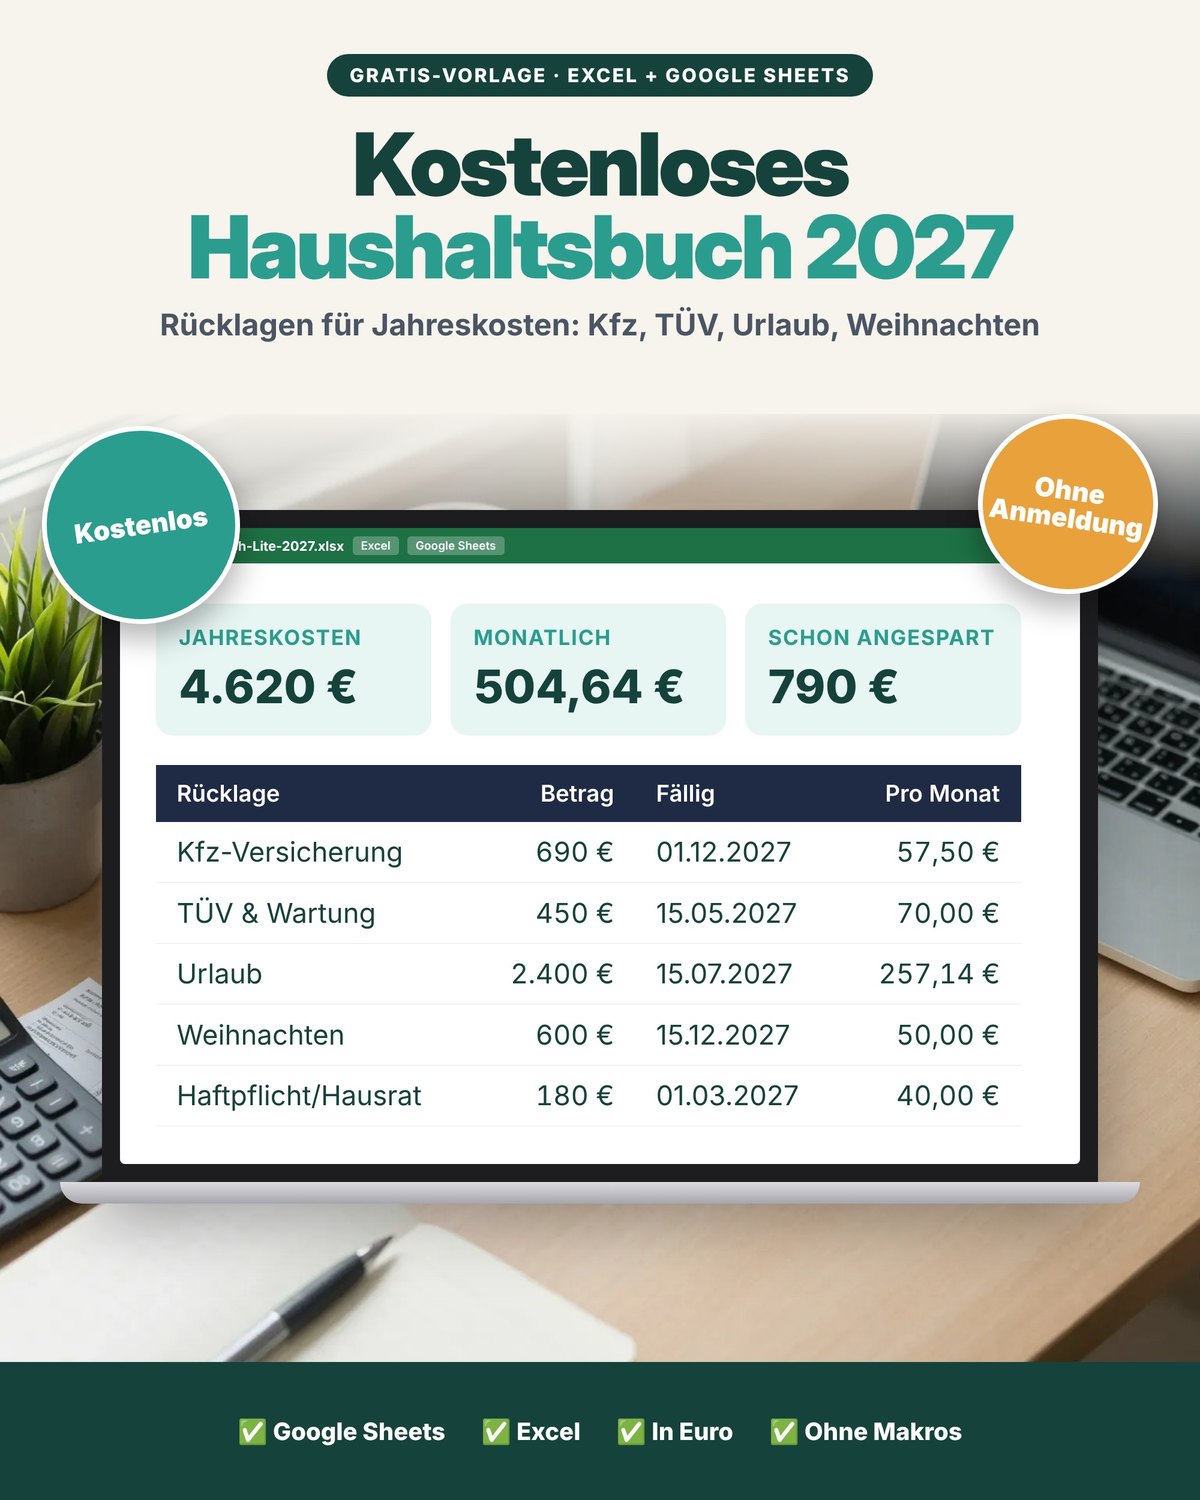 GRATIS-VORLAGE · EXCEL + GOOGLE SHEETS
Kostenloses
Haushaltsbuch 2027
Rücklagen für Jahreskosten: Kfz, TÜV, Urlaub, Weihnachten
Kostenlos
Ohne
Anmeldung
h-Lite-2027.xlsx Excel Google Sheets
JAHRESKOSTEN MONATLICH SCHON ANGESPART
4.620 € 504,64 € 790 €
Rücklage Betrag Fällig Pro Monat
Kfz-Versicherung 690 € 01.12.2027 57,50 €
TÜV & Wartung 450 € 15.05.2027 70,00 €
Urlaub 2.400 € 15.07.2027 257,14 €
Weihnachten 600 € 15.12.2027 50,00 €
Haftpflicht/Hausrat 180 € 01.03.2027 40,00 €
✅ Google Sheets ✅ Excel ✅ In Euro ✅ Ohne Makros